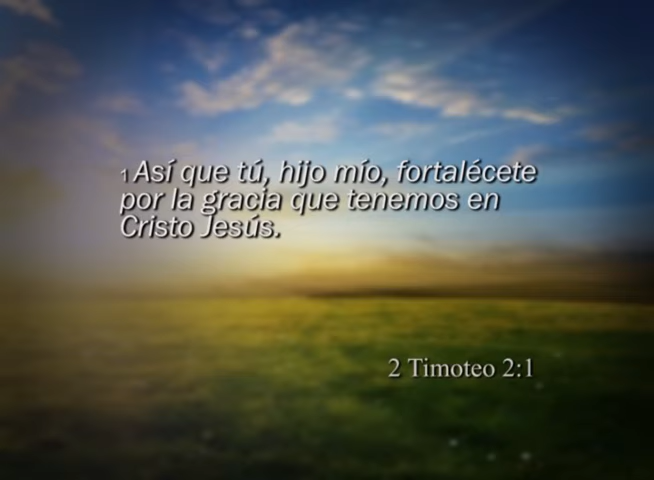 1 Así que tú, hijo mío, fortalécete
por la gracia que tenemos en
Cristo Jesús.
2 Timoteo 2:1